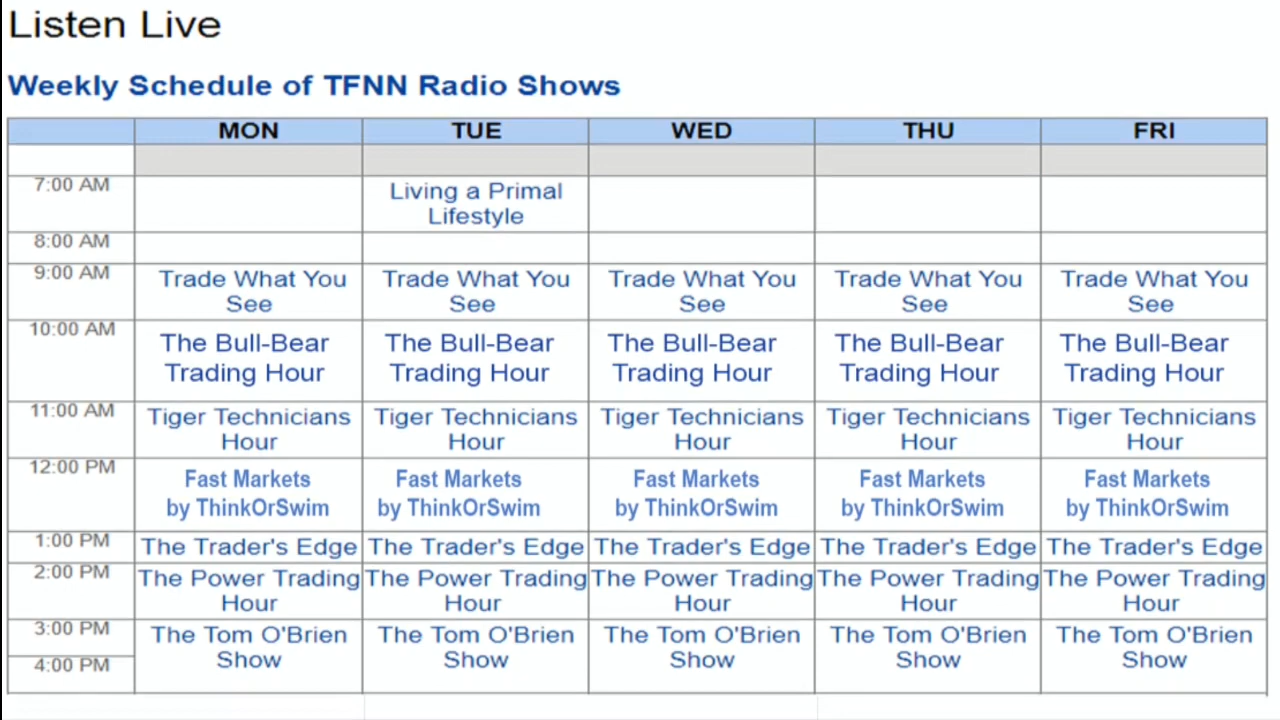 Listen Live
Weekly Schedule of TFNN Radio Shows
MON TUE WED THU FRI
7:00 AM Living a Primal
Lifestyle
8:00 AM
9:00 AM Trade What You Trade What You Trade What You Trade What You Trade What You
See See See See See
10:00 AM The Bull-Bear The Bull-Bear The Bull-Bear The Bull-Bear The Bull-Bear
Trading Hour Trading Hour Trading Hour Trading Hour Trading Hour
11:00 AM Tiger Technicians Tiger Technicians Tiger Technicians Tiger Technicians Tiger Technicians
Hour Hour Hour Hour Hour
12:00 PM Fast Markets Fast Markets Fast Markets Fast Markets Fast Markets
by ThinkOrSwim by ThinkOrSwim by ThinkOrSwim by ThinkOrSwim by ThinkOrSwim
1:00 PM The Trader's Edge The Trader's Edge The Trader's Edge The Trader's Edge The Trader's Edge
2:00 PM The Power Trading The Power Trading The Power Trading The Power Trading The Power Trading
Hour Hour Hour Hour Hour
3:00 PM The Tom O'Brien The Tom O'Brien The Tom O'Brien The Tom O'Brien The Tom O'Brien
4:00 PM Show Show Show Show Show